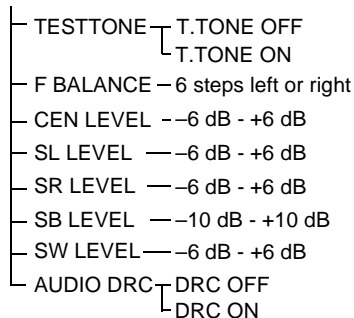 TESTTONE T.TONE OFF
T.TONE ON
F BALANCE 6 steps left or right
CEN LEVEL –6 dB - +6 dB
SL LEVEL –6 dB - +6 dB
SR LEVEL –6 dB - +6 dB
SB LEVEL –10 dB - +10 dB
SW LEVEL –6 dB - +6 dB
AUDIO DRC DRC OFF
DRC ON